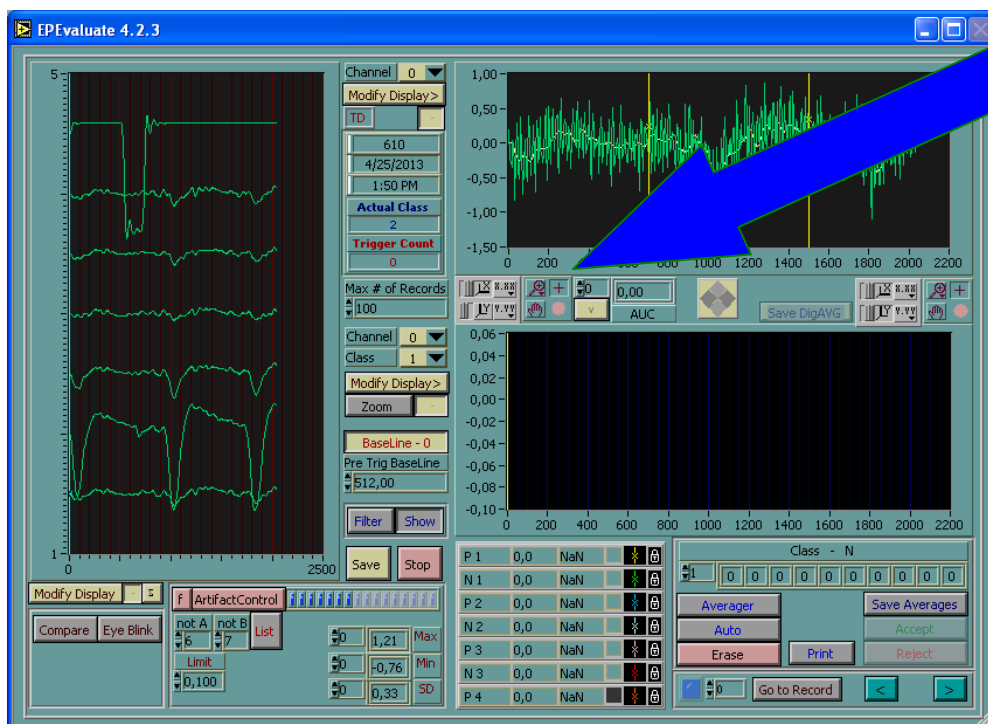 EPEvaluate 4.2.3
5
1
0
2500
Channel 0
Modify Display>
TD -
610
4/25/2013
1:50 PM
Actual Class
2
Trigger Count
0
Max # of Records
100
Channel 0
Class 1
Modify Display>
Zoom -
BaseLine - 0
Pre Trig BaseLine
512,00
Filter Show
Save Stop
1,00
0,50
0,00
-0,50
-1,00
-1,50
0 200 400 600 800 1000 1200 1400 1600 1800 2000 2200
X X.XX 0 0,00 X X.XX
Y Y.YY v AUC Save DigAVG Y Y.YY
0,06
0,04
0,02
0,00
-0,02
-0,04
-0,06
-0,08
-0,10
0 200 400 600 800 1000 1200 1400 1600 1800 2000 2200
Modify Display - Σ
Compare Eye Blink
f ArtifactControl
not A not B
6 7 List
Limit
0,100
0 1,21 Max
0 -0,76 Min
0 0,33 SD
P 1 0,0 NaN
N 1 0,0 NaN
P 2 0,0 NaN
N 2 0,0 NaN
P 3 0,0 NaN
N 3 0,0 NaN
P 4 0,0 NaN
Class - N
1 0 0 0 0 0 0 0 0 0 0
Averager Save Averages
Auto Accept
Erase Print Reject
0 Go to Record < >